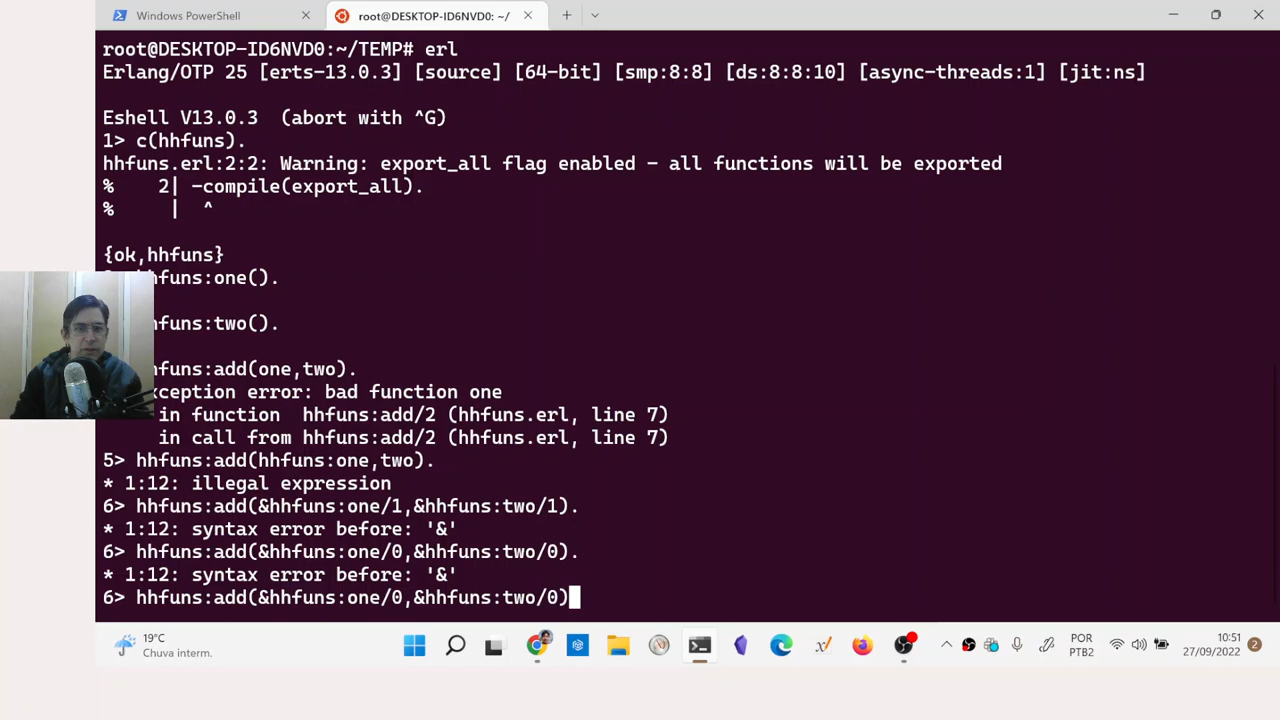 Windows PowerShell
root@DESKTOP-ID6NVD0: ~/
root@DESKTOP-ID6NVD0:~/TEMP# erl
Erlang/OTP 25 [erts-13.0.3] [source] [64-bit] [smp:8:8] [ds:8:8:10] [async-threads:1] [jit:ns]
Eshell V13.0.3  (abort with ^G)
1> c(hhfuns).
hhfuns.erl:2:2: Warning: export_all flag enabled - all functions will be exported
%    2| -compile(export_all).
%     |  ^
{ok,hhfuns}
hfuns:one().
hfuns:two().
hfuns:add(one,two).
ception error: bad function one
in function  hhfuns:add/2 (hhfuns.erl, line 7)
in call from hhfuns:add/2 (hhfuns.erl, line 7)
5> hhfuns:add(hhfuns:one,two).
* 1:12: illegal expression
6> hhfuns:add(&hhfuns:one/1,&hhfuns:two/1).
* 1:12: syntax error before: '&'
6> hhfuns:add(&hhfuns:one/0,&hhfuns:two/0).
* 1:12: syntax error before: '&'
6> hhfuns:add(&hhfuns:one/0,&hhfuns:two/0)
19°C
Chuva interm.
POR
PTB2
10:51
27/09/2022
2